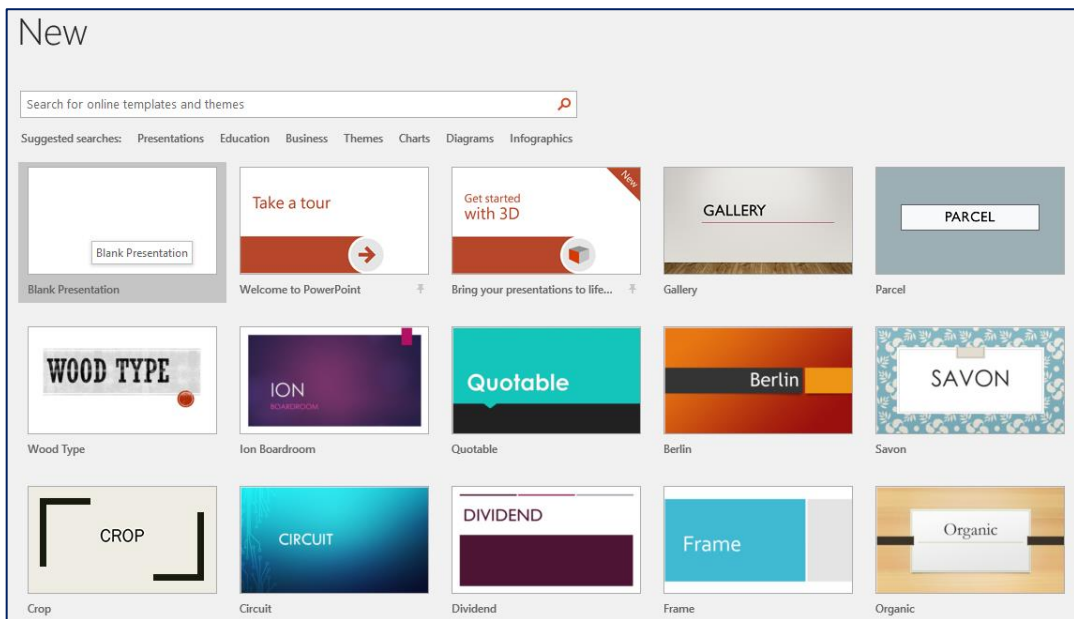 New
Search for online templates and themes
Suggested searches: Presentations Education Business Themes Charts Diagrams Infographics
Blank Presentation
Blank Presentation
Take a tour
Welcome to PowerPoint
New
Get started
with 3D
Bring your presentations to life...
GALLERY
Gallery
PARCEL
Parcel
WOOD TYPE
Wood Type
ION
BOARDROOM
Ion Boardroom
Quotable
Quotable
Berlin
Berlin
SAVON
Savon
CROP
Crop
CIRCUIT
Circuit
DIVIDEND
Dividend
Frame
Frame
Organic
Organic